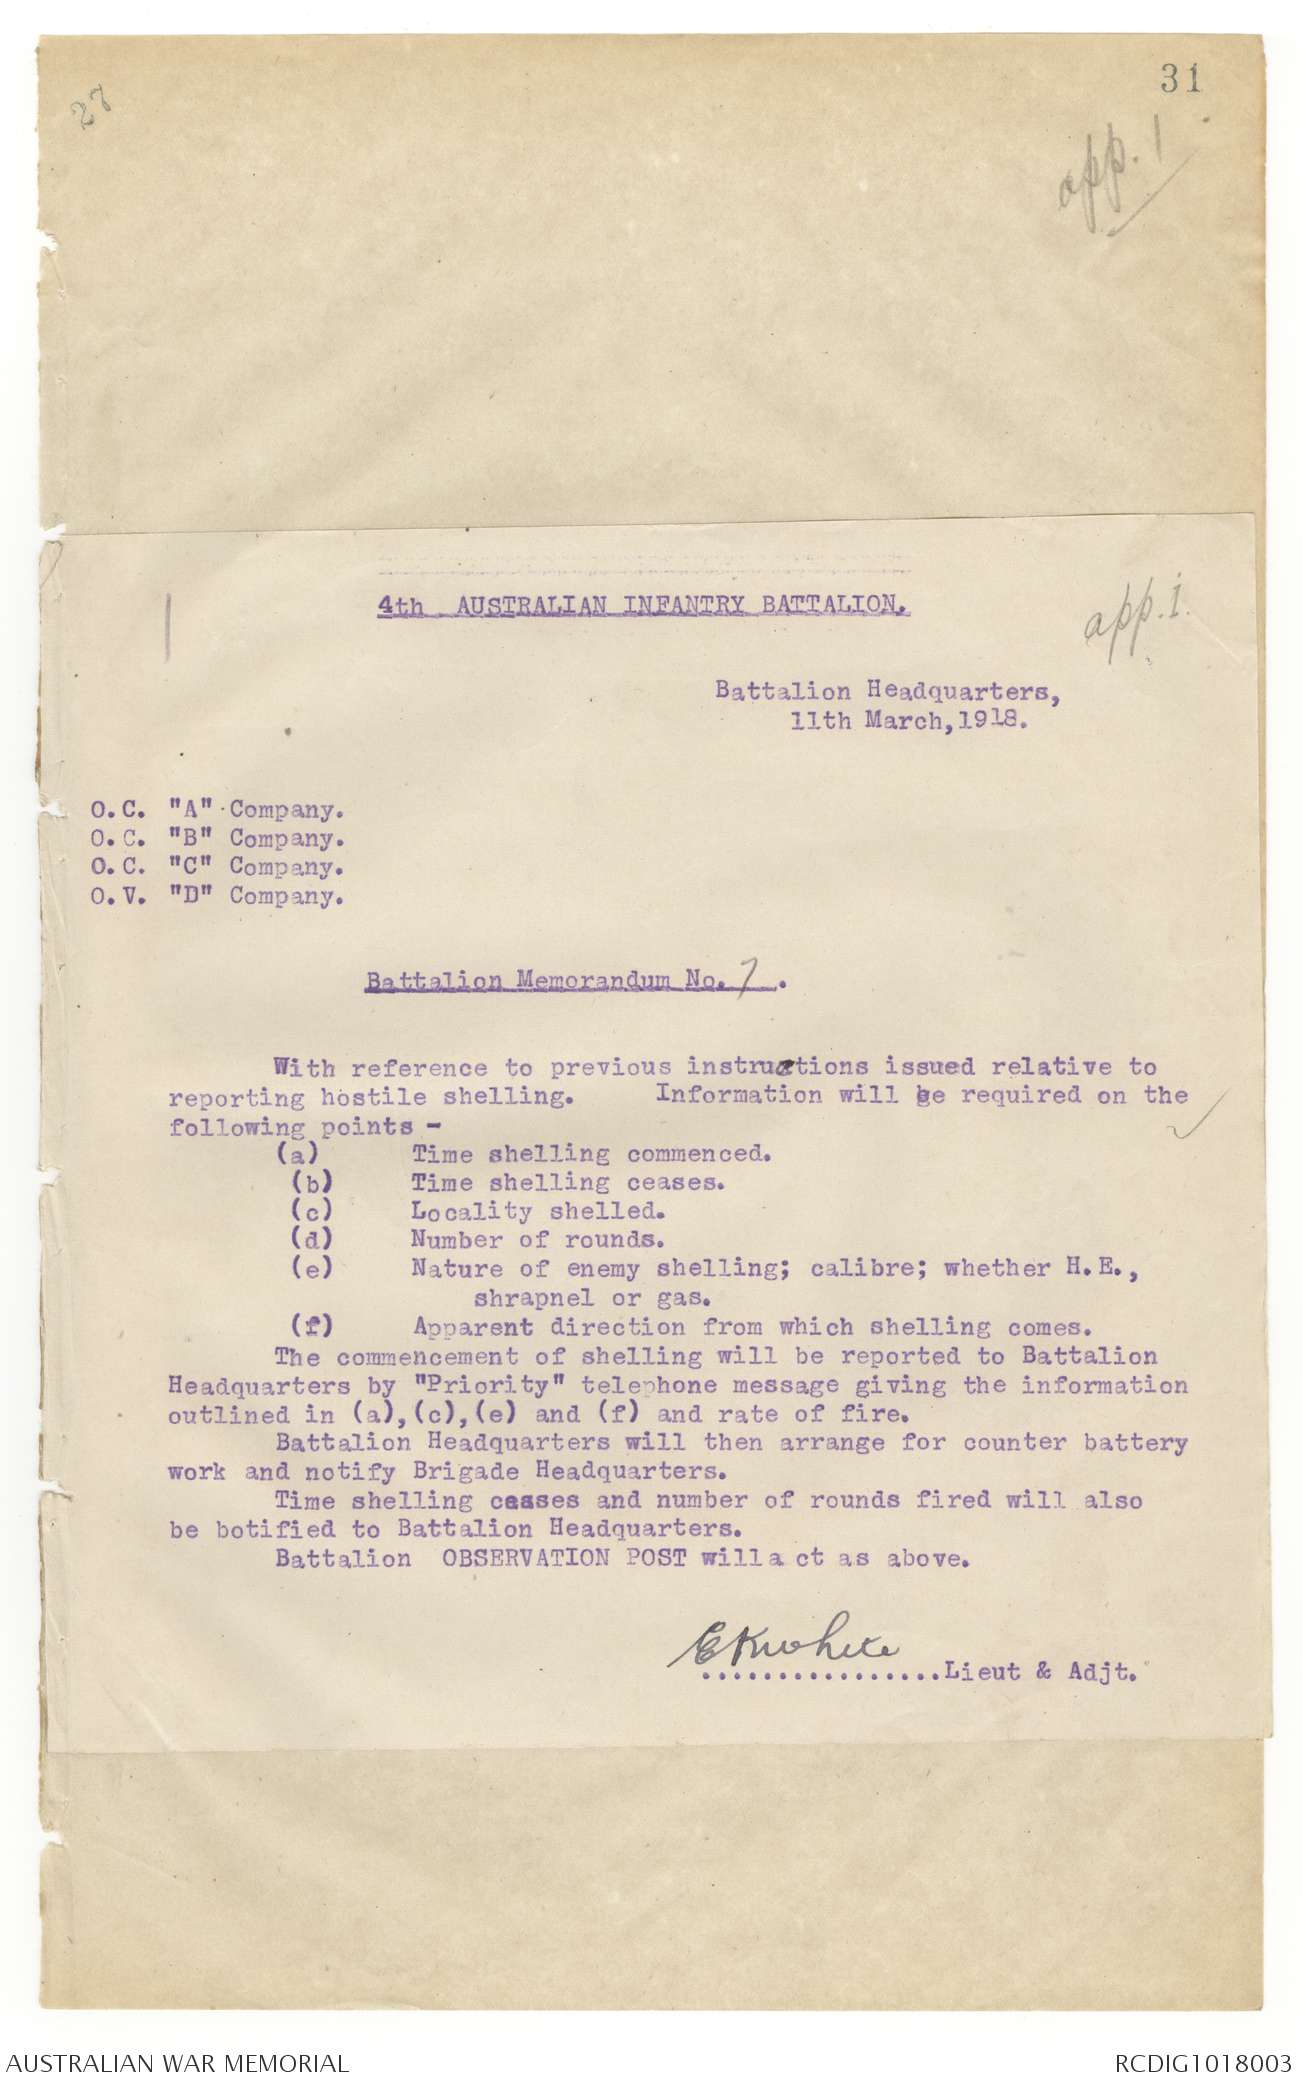 27
31
app. 1
4th AUSTRALIAN INFANTRY BATTALION.
app. i.
Battalion Headquarters,
11th March,1918.
O.C. "A" Company.
O.C. "B" Company.
O.C. "C" Company.
O.V. "D" Company.
Battalion Memorandum No. 7 .
With reference to previous instructions issued relative to
reporting hostile shelling. Information will be required on the
following points -
(a) Time shelling commenced.
(b) Time shelling ceases.
(c) Locality shelled.
(d) Number of rounds.
(e) Nature of enemy shelling; calibre; whether H.E.,
shrapnel or gas.
(f) Apparent direction from which shelling comes.
The commencement of shelling will be reported to Battalion
Headquarters by "Priority" telephone message giving the information
outlined in (a),(c),(e) and (f) and rate of fire.
Battalion Headquarters will then arrange for counter battery
work and notify Brigade Headquarters.
Time shelling ceases and number of rounds fired will also
be botified to Battalion Headquarters.
Battalion OBSERVATION POST willa ct as above.
EKWhite
................Lieut & Adjt.
AUSTRALIAN WAR MEMORIAL
RCDIG1018003